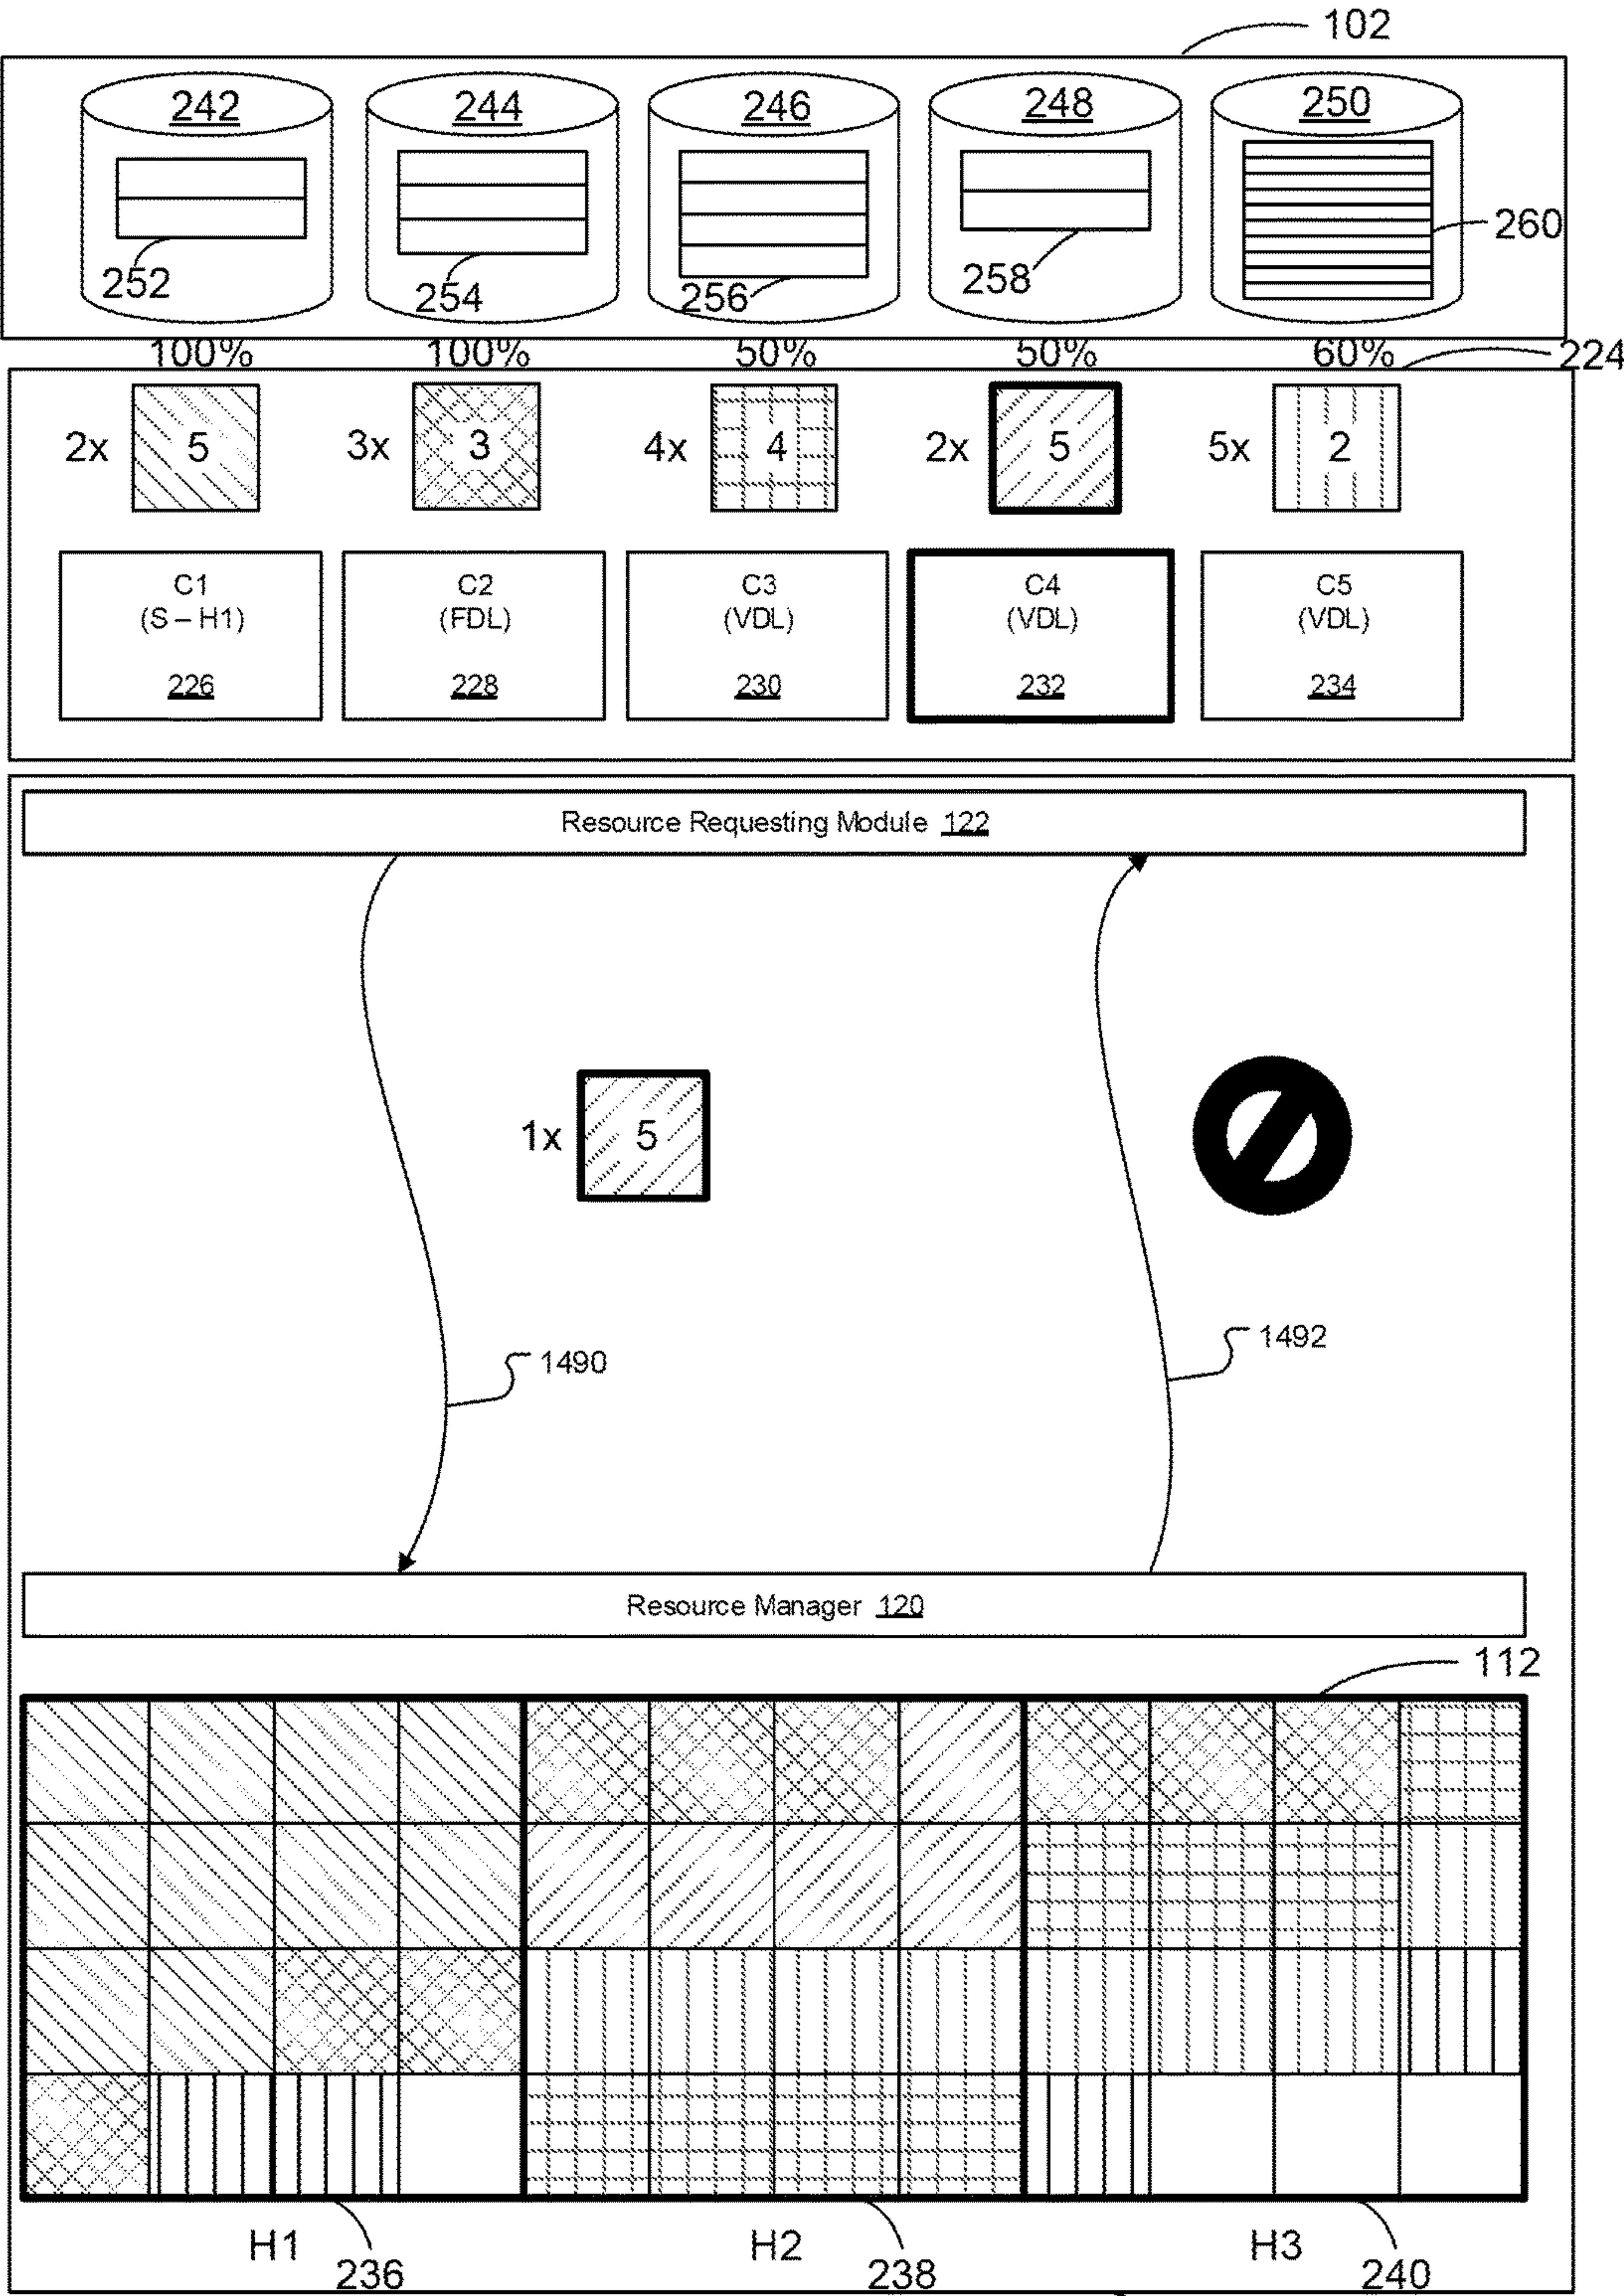 102
242 244 246 248 250
252 254 256 258 260
100% 100% 50% 50% 60% 224
2x 5 3x 3 4x 4 2x 5 5x 2
C1 C2 C3 C4 C5
(S – H1) (FDL) (VDL) (VDL) (VDL)
226 228 230 232 234
Resource Requesting Module 122
1x 5
1490 1492
Resource Manager 120
112
H1 H2 H3
236 238 240